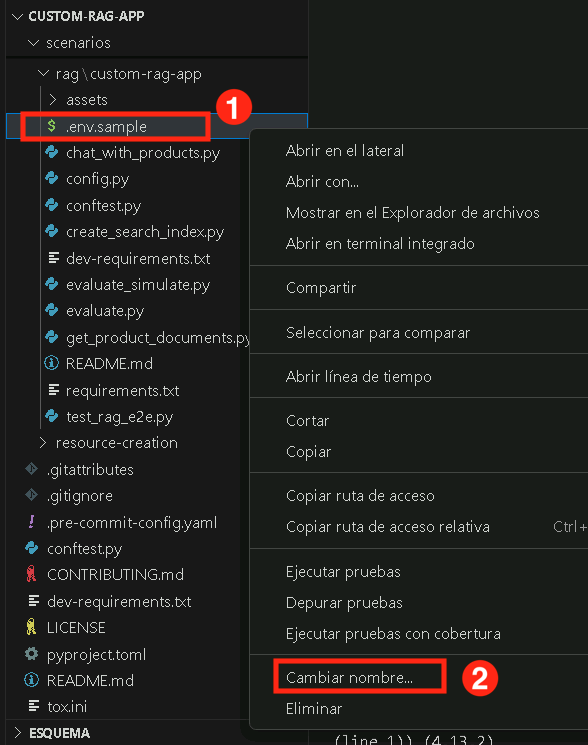 CUSTOM-RAG-APP
scenarios
rag\custom-rag-app
assets
1
$ .env.sample
chat_with_products.py
config.py
conftest.py
create_search_index.py
dev-requirements.txt
evaluate_simulate.py
evaluate.py
get_product_documents.py
README.md
requirements.txt
test_rag_e2e.py
resource-creation
.gitattributes
.gitignore
! .pre-commit-config.yaml
conftest.py
CONTRIBUTING.md
dev-requirements.txt
LICENSE
pyproject.toml
README.md
tox.ini
ESQUEMA
Abrir en el lateral
Abrir con...
Mostrar en el Explorador de archivos
Abrir en terminal integrado
Compartir
Seleccionar para comparar
Abrir línea de tiempo
Cortar
Copiar
Copiar ruta de acceso
Copiar ruta de acceso relativa Ctrl+
Ejecutar pruebas
Depurar pruebas
Ejecutar pruebas con cobertura
Cambiar nombre... 2
Eliminar
(line 1)) (4.13.2)